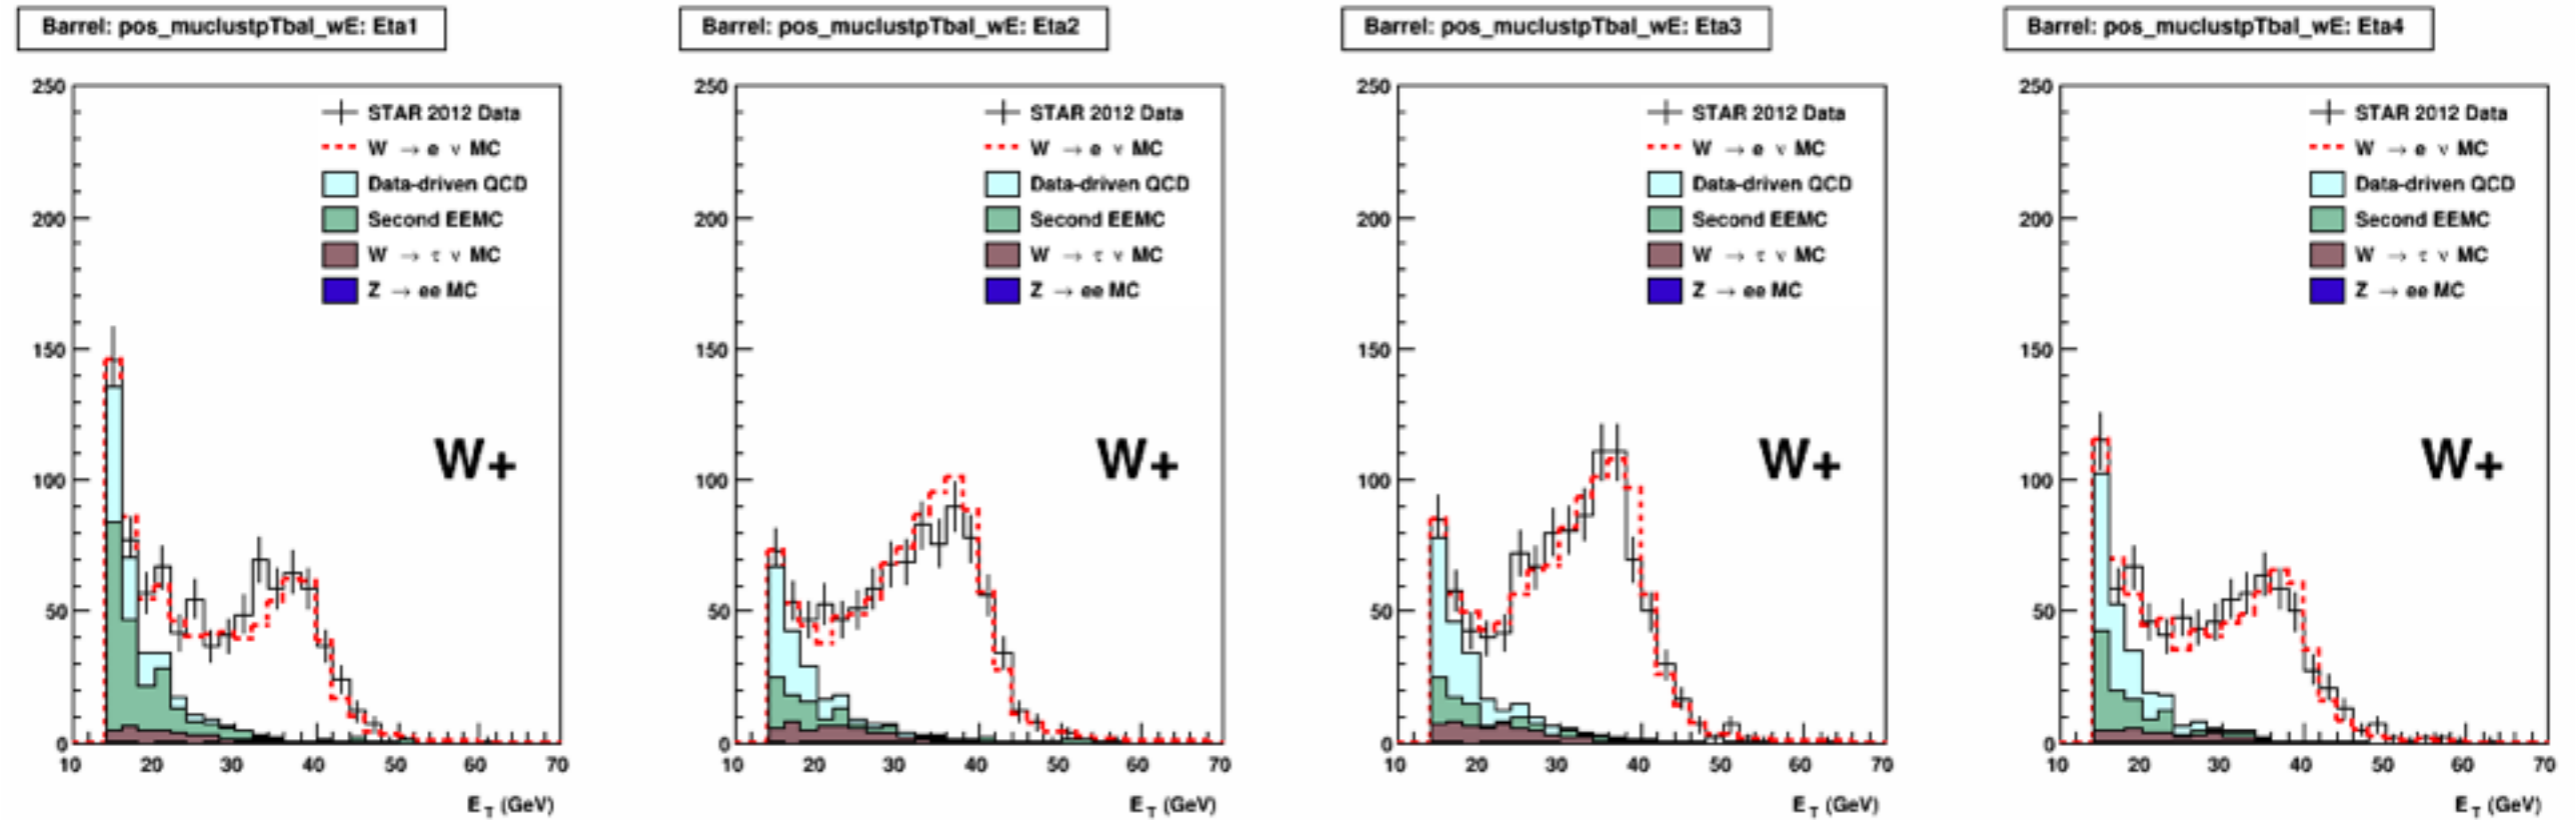 Barrel: pos_muclustpTbal_wE: Eta1
250
200
150
100
50
0
10 20 30 40 50 60 70
E T (GeV)
STAR 2012 Data
W → e ν MC
Data-driven QCD
Second EEMC
W → τ ν MC
Z → ee MC
W+
Barrel: pos_muclustpTbal_wE: Eta2
250
200
150
100
50
0
10 20 30 40 50 60 70
E T (GeV)
STAR 2012 Data
W → e ν MC
Data-driven QCD
Second EEMC
W → τ ν MC
Z → ee MC
W+
Barrel: pos_muclustpTbal_wE: Eta3
250
200
150
100
50
0
10 20 30 40 50 60 70
E T (GeV)
STAR 2012 Data
W → e ν MC
Data-driven QCD
Second EEMC
W → τ ν MC
Z → ee MC
W+
Barrel: pos_muclustpTbal_wE: Eta4
250
200
150
100
50
0
10 20 30 40 50 60 70
E T (GeV)
STAR 2012 Data
W → e ν MC
Data-driven QCD
Second EEMC
W → τ ν MC
Z → ee MC
W+